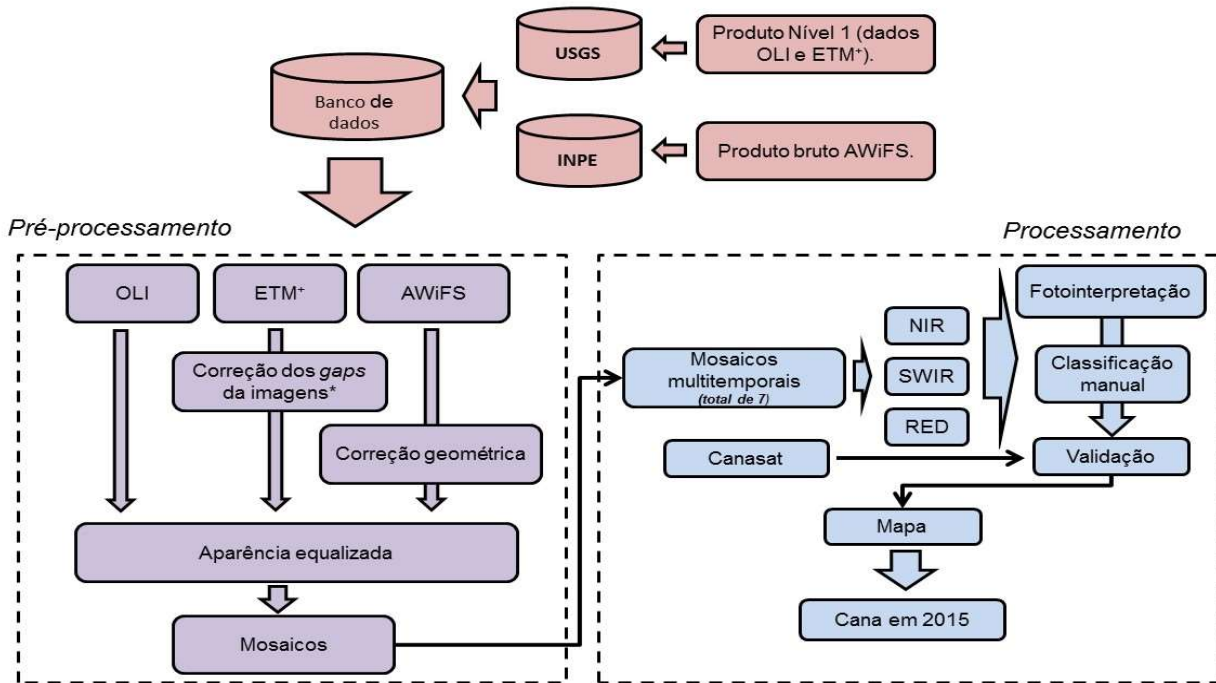 USGS
Produto Nível 1 (dados
OLI e ETM⁺).
Banco de
dados
INPE
Produto bruto AWiFS.
Pré-processamento
OLI
ETM⁺
AWiFS
Correção dos gaps
da imagens*
Correção geométrica
Aparência equalizada
Mosaicos
Processamento
Mosaicos
multitemporais
(total de 7)
NIR
SWIR
RED
Fotointerpretação
Classificação
manual
Canasat
Validação
Mapa
Cana em 2015